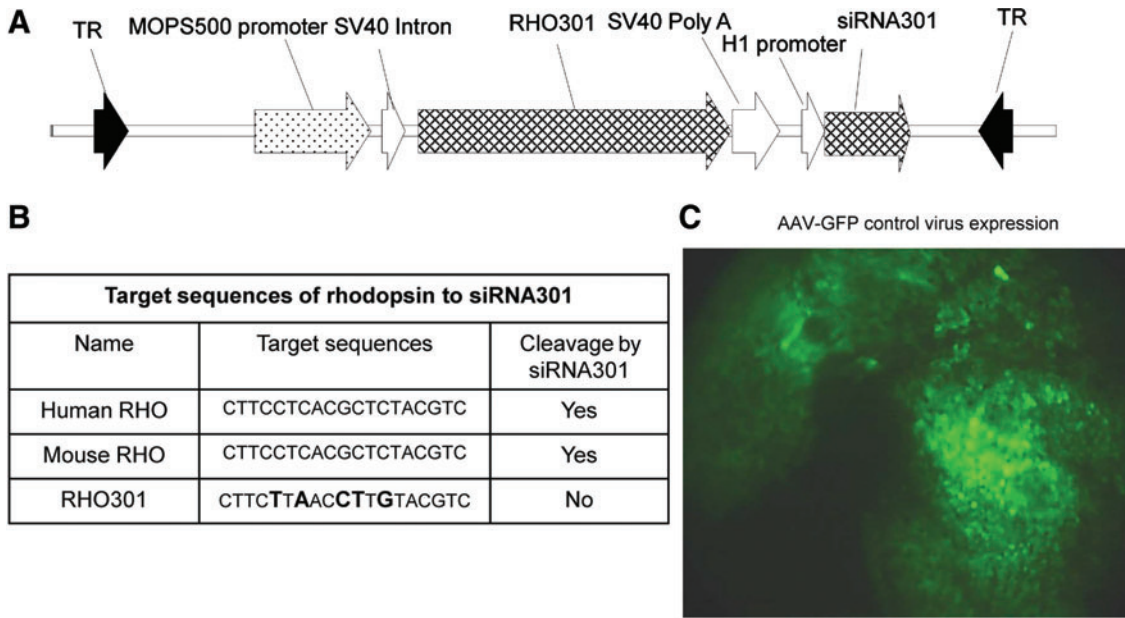 A
TR
MOPS500 promoter
SV40 Intron
RHO301
SV40 Poly A
H1 promoter
siRNA301
TR
B
Target sequences of rhodopsin to siRNA301
Name
Target sequences
Cleavage by
siRNA301
Human RHO
CTTCCTCACGCTCTACGTC
Yes
Mouse RHO
CTTCCTCACGCTCTACGTC
Yes
RHO301
CTTCTTAACCTTGTACGTC
No
C
AAV-GFP control virus expression